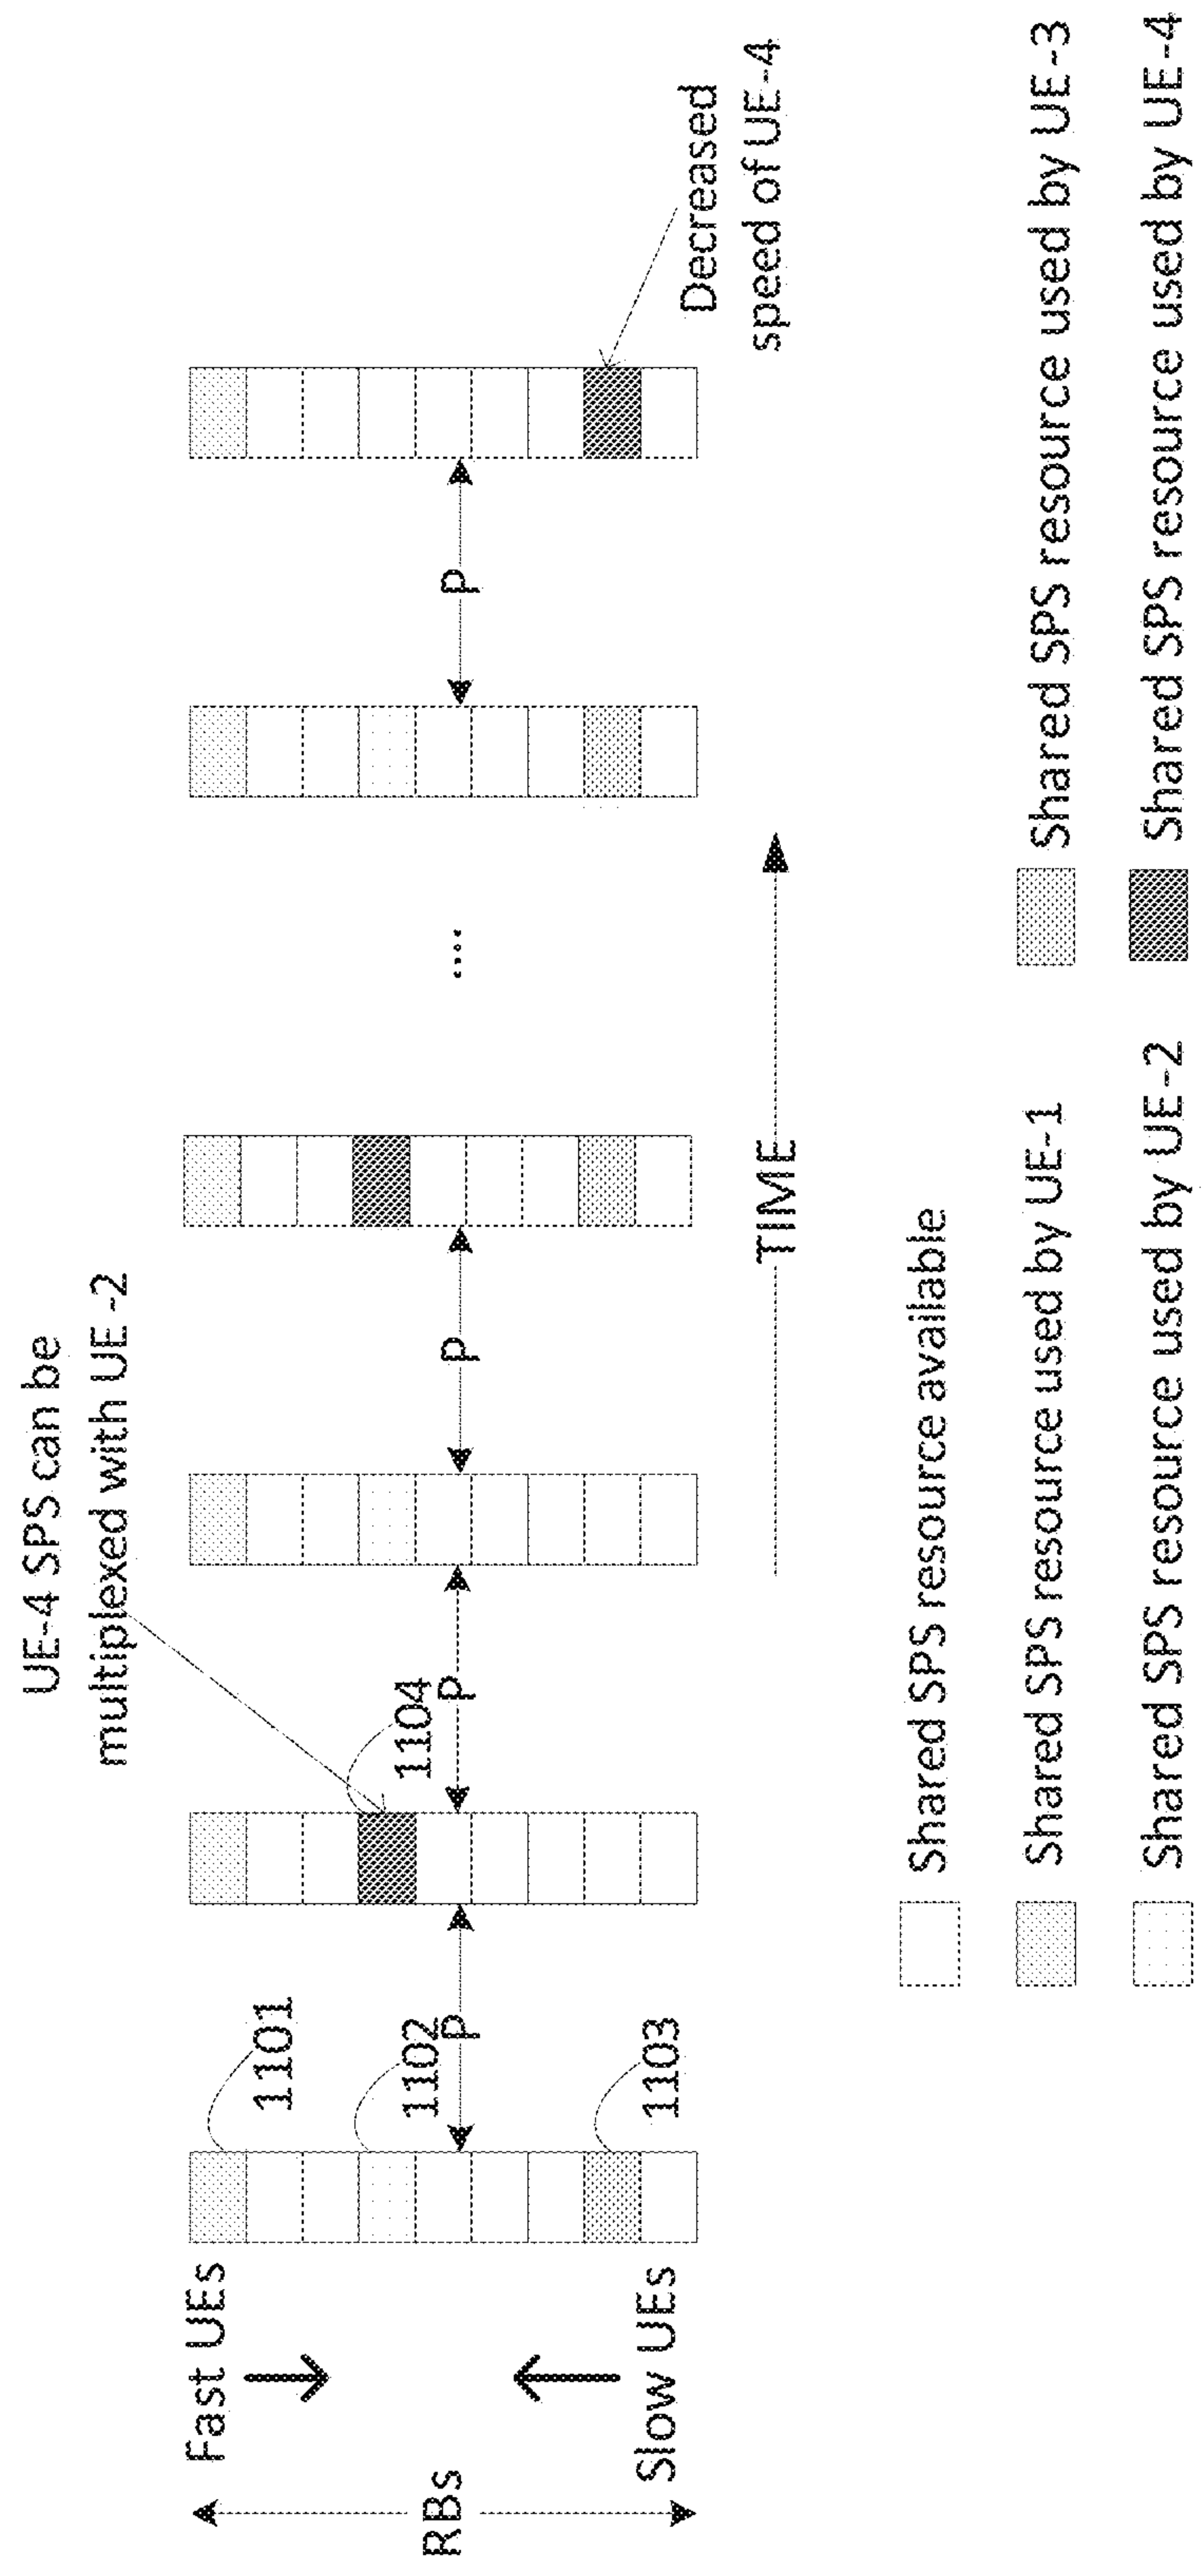 UE-4 SPS can be
multiplexed with UE -2
Fast UEs
RBs
Slow UEs
1101
1102
1103
1104
P
P
P
P
...
TIME
Decreased
speed of UE-4
Shared SPS resource available
Shared SPS resource used by UE-1
Shared SPS resource used by UE-2
Shared SPS resource used by UE-3
Shared SPS resource used by UE-4